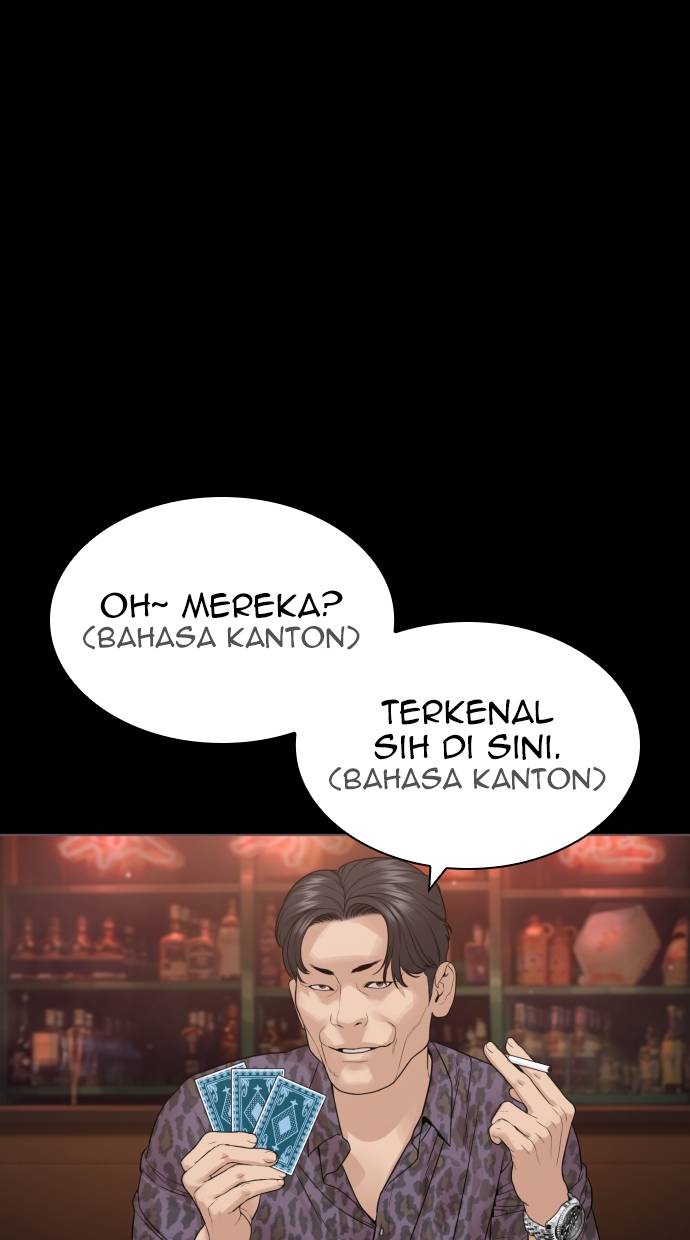 OH~ MEREKA?
(BAHASA KANTON)
TERKENAL
SIH DI SINI.
(BAHASA KANTON)